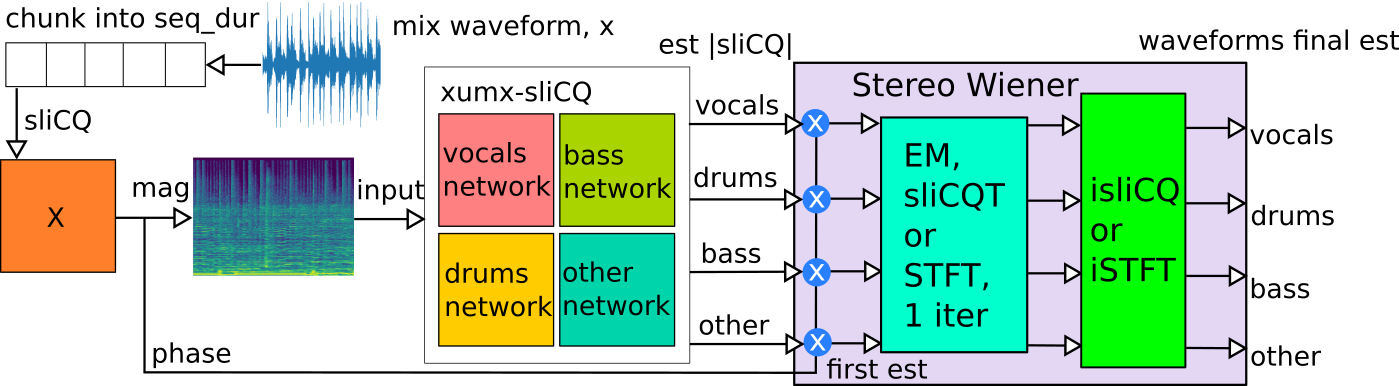 chunk into seq_dur
mix waveform, x
sliCQ
X
mag
phase
input
xumx-sliCQ
vocals
network
bass
network
drums
network
other
network
est |sliCQ|
vocals
drums
bass
other
Stereo Wiener
X
X
X
X
first est
EM,
sliCQT
or
STFT,
1 iter
isliCQ
or
iSTFT
waveforms final est
vocals
drums
bass
other